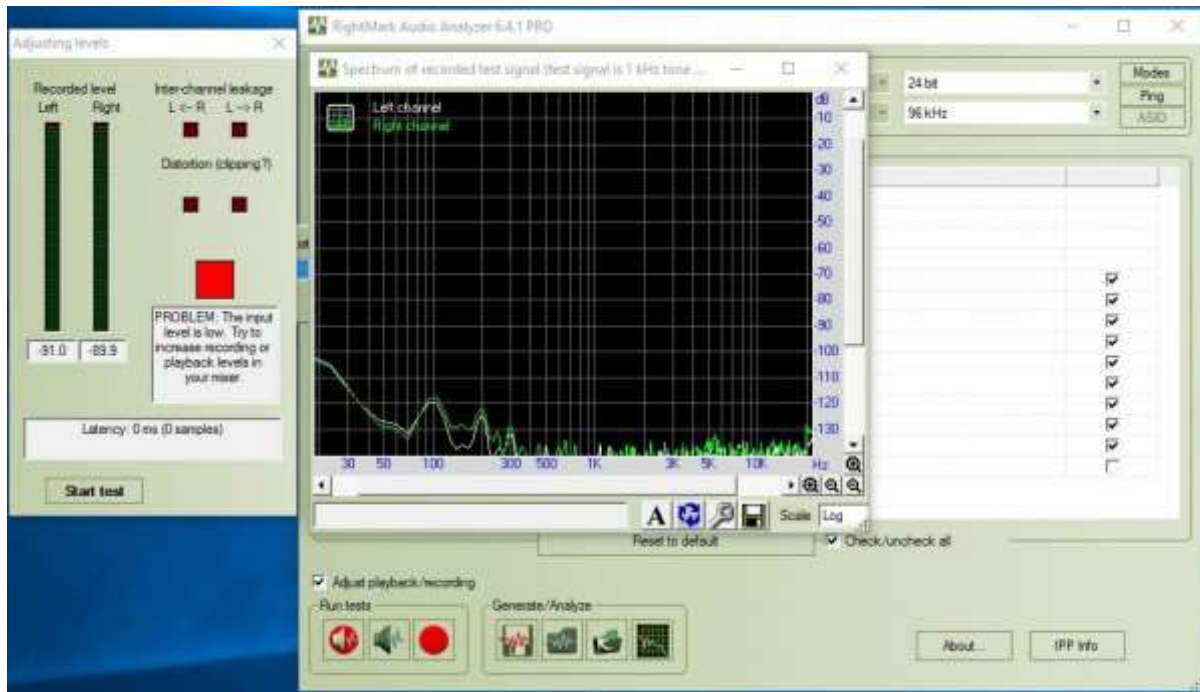 Adjusting levels
Recorded level
Left Right
Inter-channel leakage
L <- R L -> R
Distortion (clipping?)
PROBLEM: The input
level is low. Try to
increase recording or
playback levels in
your mixer.
-91.0 -89.9
Latency: 0 ms (0 samples)
Start test
RightMark Audio Analyzer 6.4.1 PRO
Spectrum of recorded test signal (test signal is 1 kHz tone ...
Left channel
Right channel
dB
-10
-20
-30
-40
-50
-60
-70
-80
-90
-100
-110
-120
-130
30 50 100 300 500 1K 3K 5K 10K Hz
A
Scale Log
24 bit
96 kHz
Modes
Ping
ASIO
Reset to default
Check/uncheck all
Adjust playback/recording
Run tests
Generate/Analyze
About...